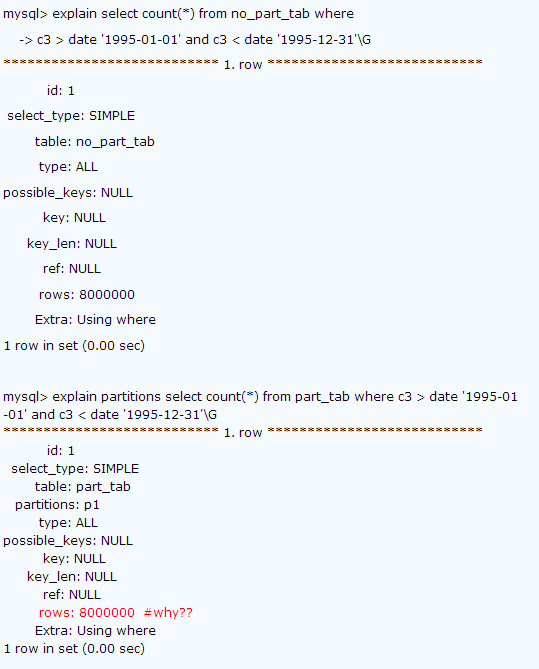 mysql> explain select count(*) from no_part_tab where
-> c3 > date '1995-01-01' and c3 < date '1995-12-31'\G
*************************** 1. row ***************************
id: 1
select_type: SIMPLE
table: no_part_tab
type: ALL
possible_keys: NULL
key: NULL
key_len: NULL
ref: NULL
rows: 8000000
Extra: Using where
1 row in set (0.00 sec)
mysql> explain partitions select count(*) from part_tab where c3 > date '1995-01
-01' and c3 < date '1995-12-31'\G
*************************** 1. row ***************************
id: 1
select_type: SIMPLE
table: part_tab
partitions: p1
type: ALL
possible_keys: NULL
key: NULL
key_len: NULL
ref: NULL
rows: 8000000 #why??
Extra: Using where
1 row in set (0.00 sec)